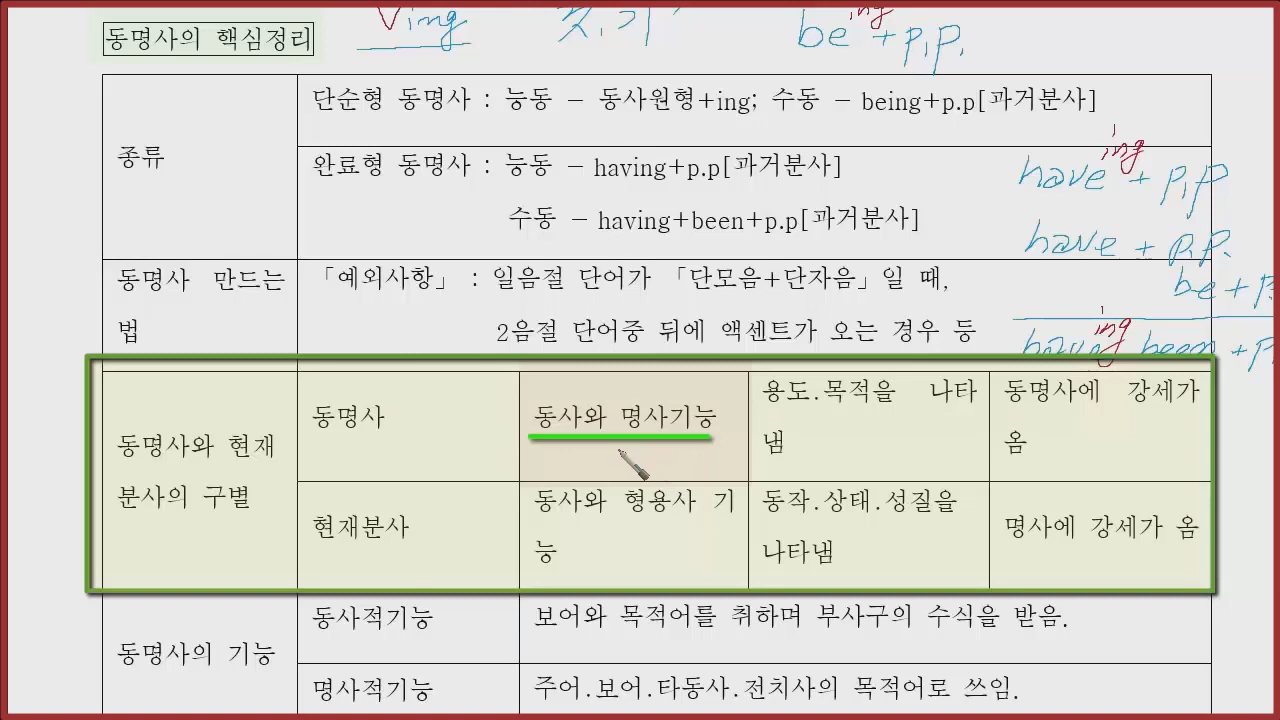 Ving 짓,기 being+p.p.
동명사의 핵심정리
종류
단순형 동명사 : 능동 - 동사원형+ing; 수동 - being+p.p[과거분사]
완료형 동명사 : 능동 - having+p.p[과거분사]
수동 - having+been+p.p[과거분사]
have ing + p.p
have + p.p.
be + p.
having been + p
동명사 만드는
법
「예외사항」 : 일음절 단어가 「단모음+단자음」일 때,
2음절 단어중 뒤에 액센트가 오는 경우 등
동명사와 현재
분사의 구별
동명사
동사와 명사기능
용도.목적을 나타
냄
동명사에 강세가
옴
현재분사
동사와 형용사 기
능
동작.상태.성질을
나타냄
명사에 강세가 옴
동명사의 기능
동사적기능
보어와 목적어를 취하며 부사구의 수식을 받음.
명사적기능
주어.보어.타동사.전치사의 목적어로 쓰임.